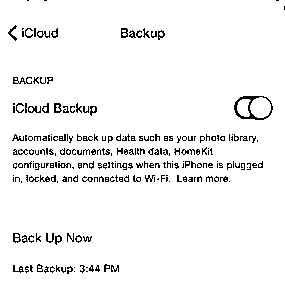 iCloud
Backup
BACKUP
iCloud Backup
Automatically back up data such as your photo library,
accounts, documents, Health data, HomeKit
configuration, and settings when this iPhone is plugged
in, locked, and connected to Wi-Fi. Learn more.
Back Up Now
Last Backup: 3:44 PM